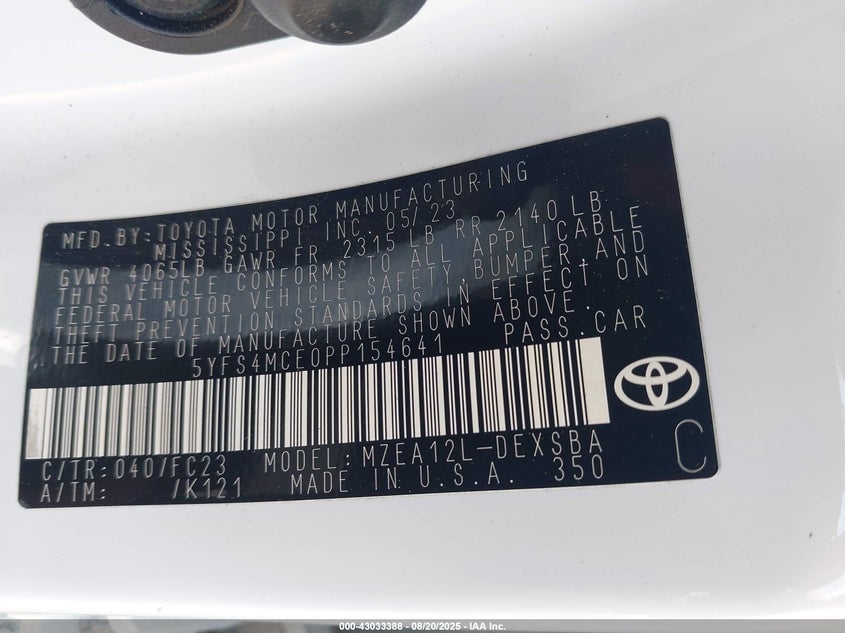 MFD. BY: TOYOTA MOTOR MANUFACTURING
MISSISSIPPI INC. 05/23
GVWR 4065LB GAWR FR 2315 LB RR 2140 LB
THIS VEHICLE CONFORMS TO ALL APPLICABLE
FEDERAL MOTOR VEHICLE SAFETY, BUMPER, AND
THEFT PREVENTION STANDARDS IN EFFECT ON
THE DATE OF MANUFACTURE SHOWN ABOVE.
5YFS4MCE0PP154641 PASS. CAR
C/TR: 040/FC23 MODEL: MZEA12L-DEXSBA
A/TM: /K121 MADE IN U.S.A. 350
C
000-43033388 - 08/20/2025 - IAA Inc.